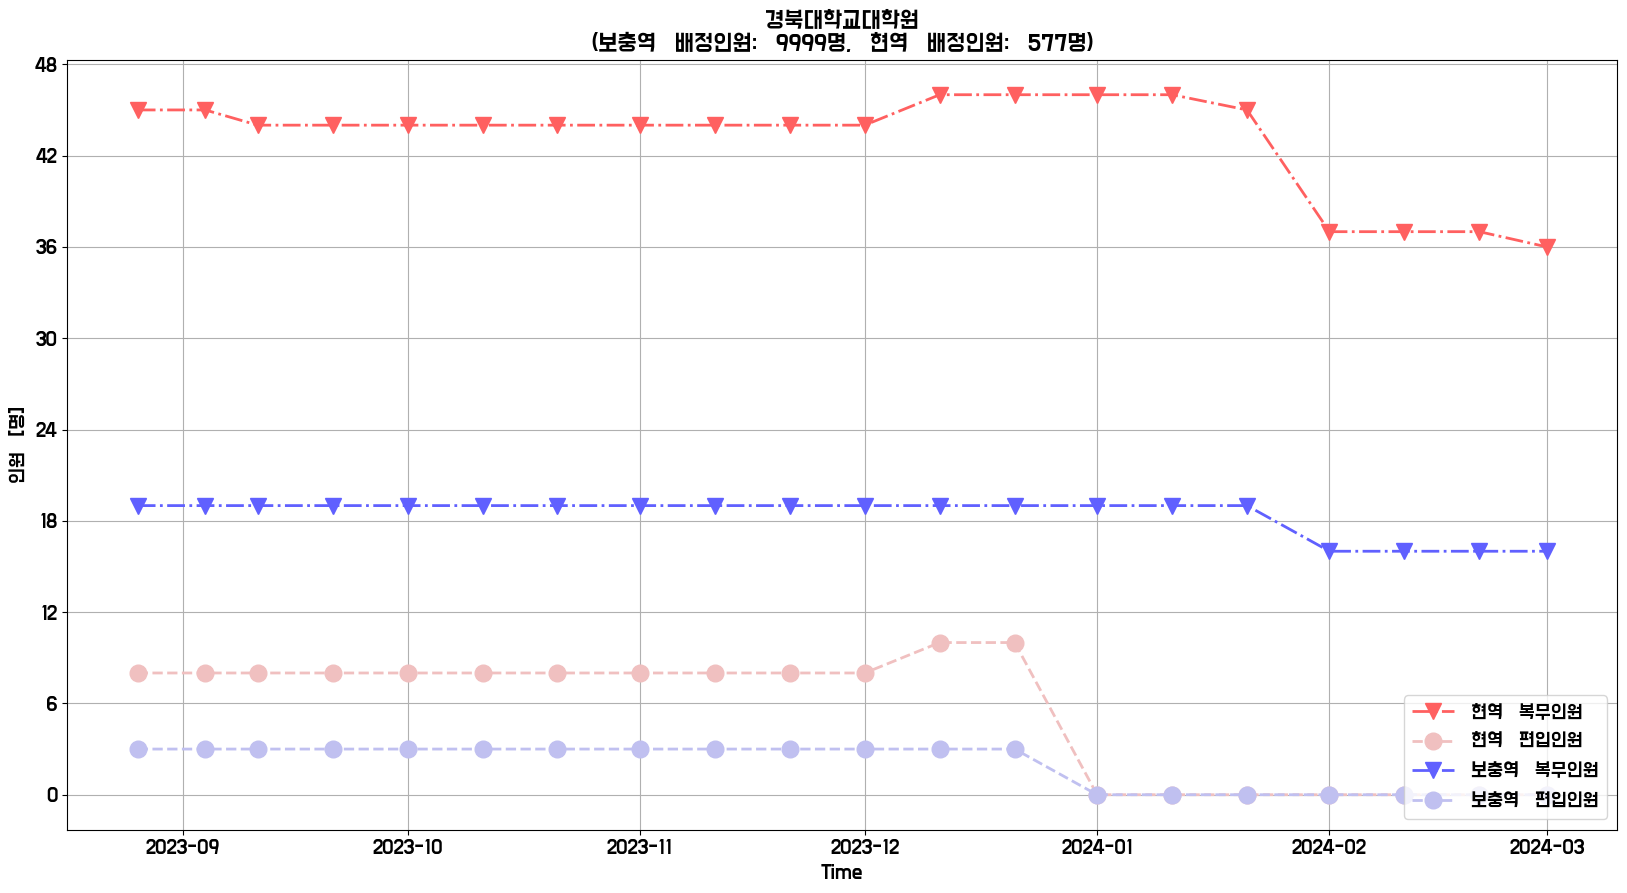 경북대학교대학원
(보충역 배정인원: 9999명, 현역 배정인원: 577명)
48
42
36
30
24
18
12
6
0
인원 [명]
2023-09
2023-10
2023-11
2023-12
2024-01
2024-02
2024-03
Time
현역 복무인원
현역 편입인원
보충역 복무인원
보충역 편입인원